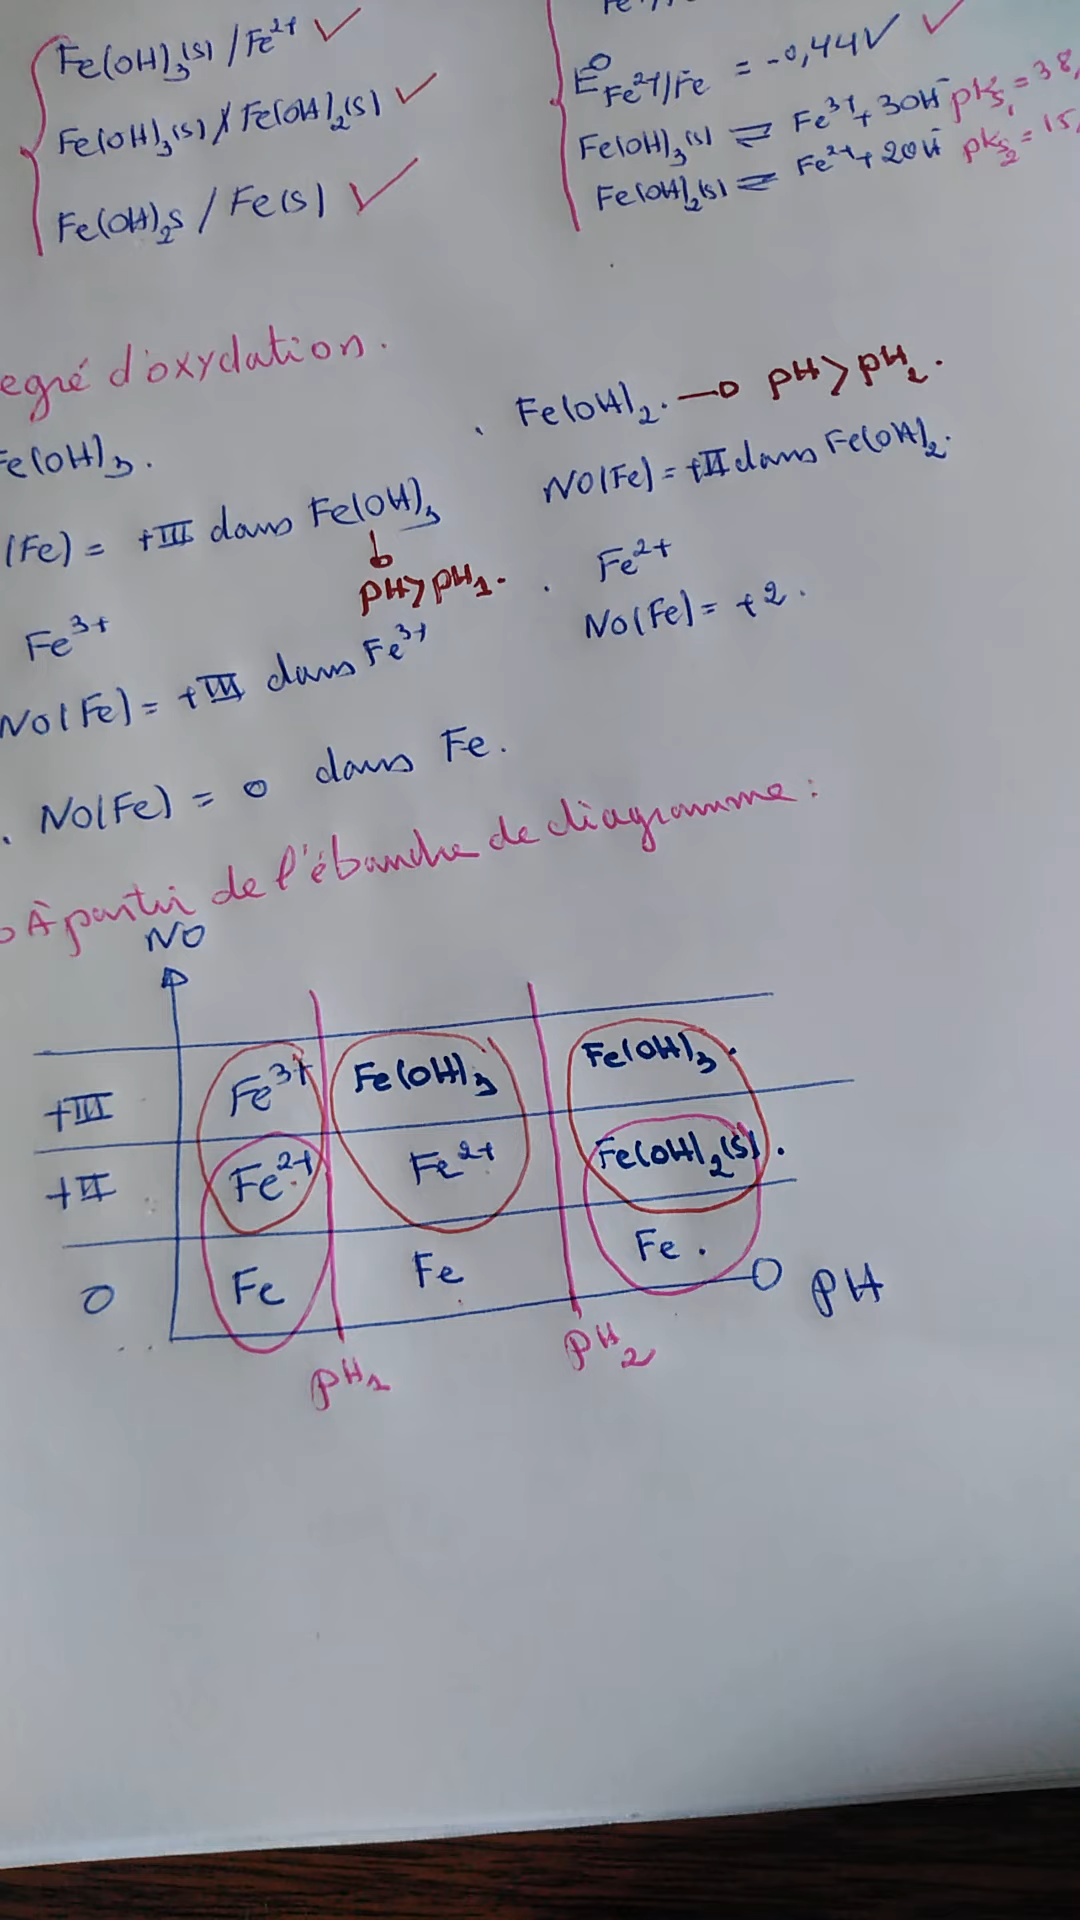 Fe(OH)₃(s) / Fe²⁺ ✓
Fe(OH)₃(s) / Fe(OH)₂(s) ✓
Fe(OH)₂s / Fe(s) ✓
E⁰Fe²⁺/Fe = -0,44V ✓
Fe(OH)₃(s) ⇌ Fe³⁺ + 3OH⁻ pKs₁ = 38,
Fe(OH)₂(s) ⇌ Fe²⁺ + 2OH⁻ pKs₂ = 15,
egré d'oxydation.
Fe(OH)₃.
(Fe) = +III dans Fe(OH)₃
pH > pH₁.
Fe³⁺
No(Fe) = +III dans Fe³⁺
. No(Fe) = 0 dans Fe.
. Fe(OH)₂. → pH > pH₂.
NO(Fe) = +II dans Fe(OH)₂.
. Fe²⁺
No(Fe) = +2.
À partir de l'ébauche de diagramme :
NO
+III Fe³⁺ Fe(OH)₃ Fe(OH)₃.
+II Fe²⁺ Fe²⁺ Fe(OH)₂(s).
0 Fe Fe Fe.
pH
pH₁ pH₂